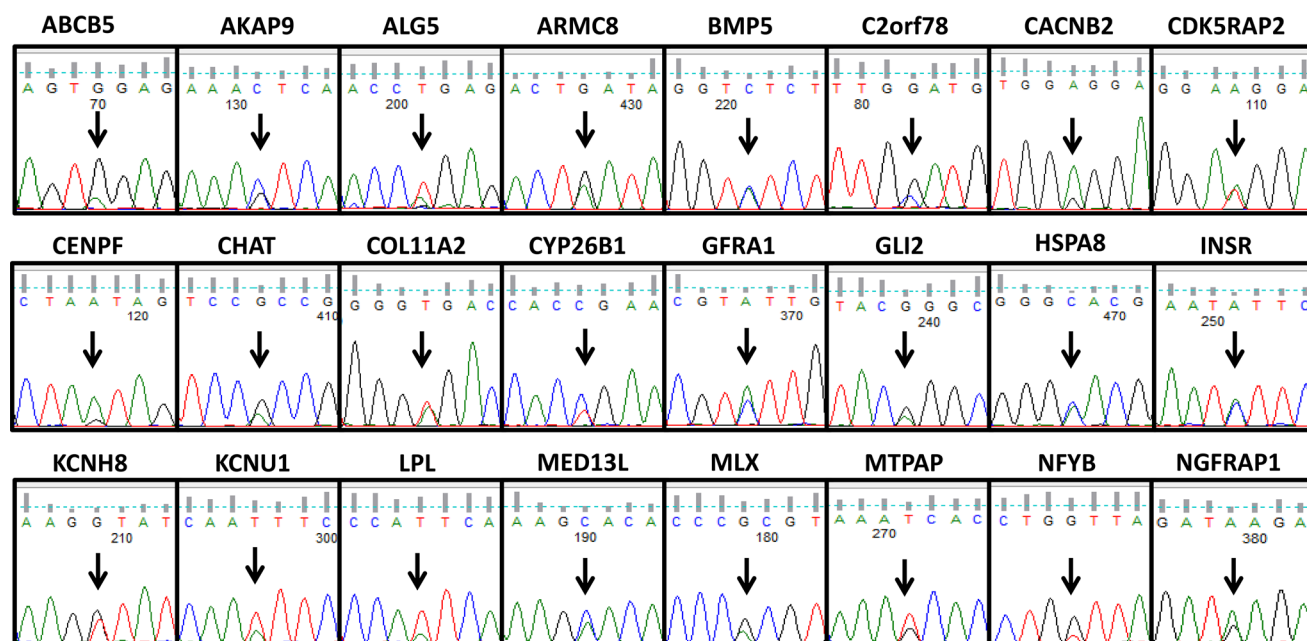 ABCB5 AKAP9 ALG5 ARMC8 BMP5 C2orf78 CACNB2 CDK5RAP2
A G T G G A G A A A C T C A A C C T G A G A C T G A T A G G T C T C T T T G G A T G T G G A G G A G G A A G G A
70 130 200 430 220 80 110
CENPF CHAT COL11A2 CYP26B1 GFRA1 GLI2 HSPA8 INSR
C T A A T A G T C C G C C G G G G T G A C C A C C G A A C G T A T T G T A C G G G C G G G C A C G A A T A T T C
120 410 370 240 470 250
KCNH8 KCNU1 LPL MED13L MLX MTPAP NFYB NGFRAP1
A A G G T A T C A A T T T C C C A T T C A A A G C A C A C C C G C G T A A A T C A C C T G G T T A G A T A A G A
210 300 190 180 270 380